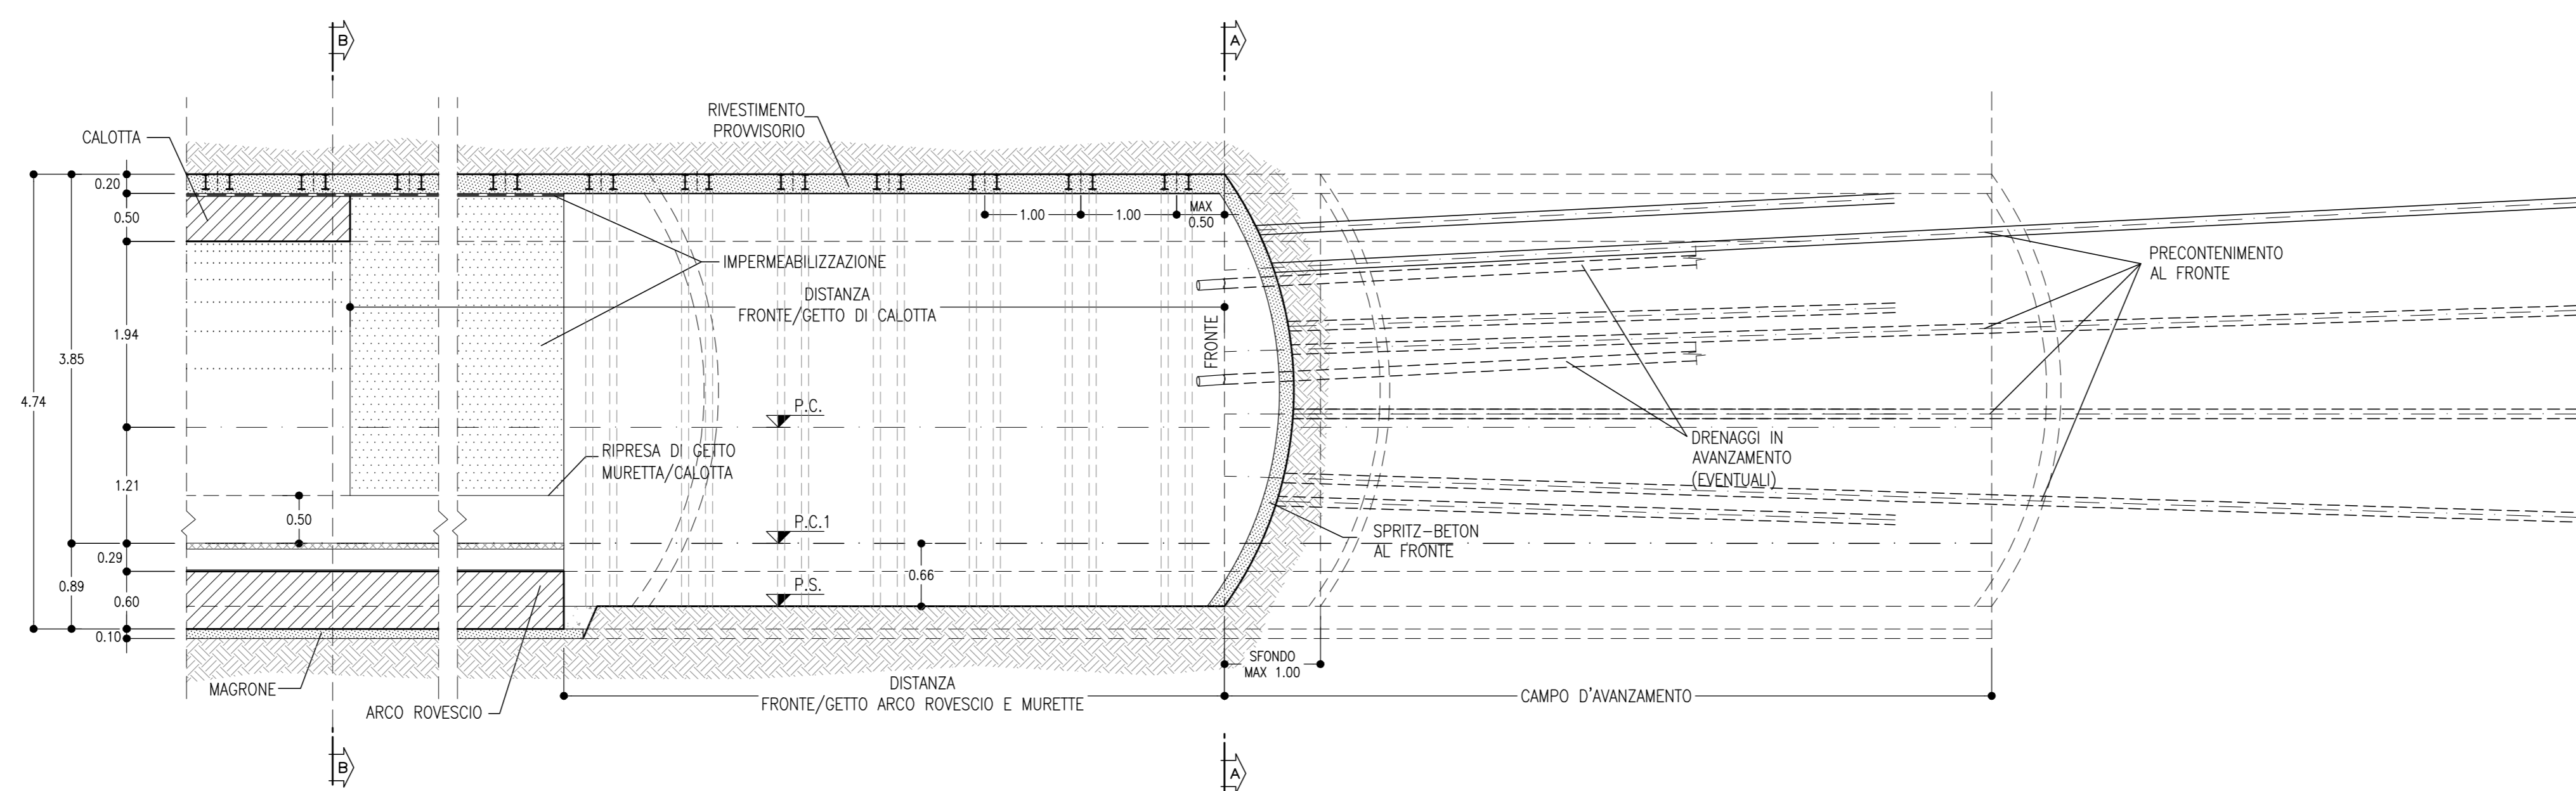 B
A
RIVESTIMENTO
PROVVISORIO
CALOTTA
0.20
0.50
1.00
1.00
MAX
0.50
IMPERMEABILIZZAZIONE
PRECONTENIMENTO
AL FRONTE
DISTANZA
FRONTE/GETTO DI CALOTTA
FRONTE
1.94
3.85
4.74
P.C.
RIPRESA DI GETTO
MURETTA/CALOTTA
DRENAGGI IN
AVANZAMENTO
(EVENTUALI)
1.21
0.50
P.C.1
SPRITZ-BETON
AL FRONTE
0.29
0.66
0.89
P.S.
0.60
0.10
SFONDO
MAX 1.00
MAGRONE
DISTANZA
FRONTE/GETTO ARCO ROVESCIO E MURETTE
CAMPO D'AVANZAMENTO
ARCO ROVESCIO
B
A